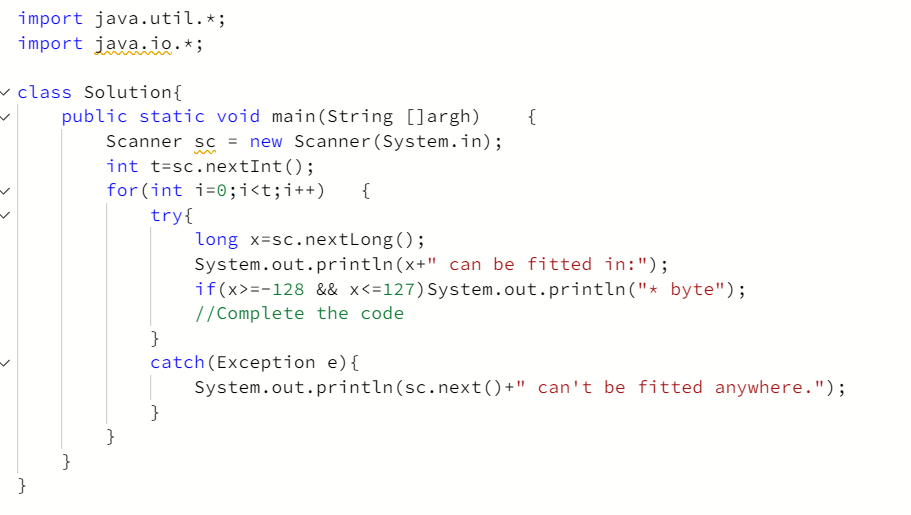 import java.util.*;
import java.io.*;
class Solution{
public static void main(String []argh)    {
Scanner sc = new Scanner(System.in);
int t=sc.nextInt();
for(int i=0;i<t;i++)   {
try{
long x=sc.nextLong();
System.out.println(x+" can be fitted in:");
if(x>=-128 && x<=127)System.out.println("* byte");
//Complete the code
}
catch(Exception e){
System.out.println(sc.next()+" can't be fitted anywhere.");
}
}
}
}